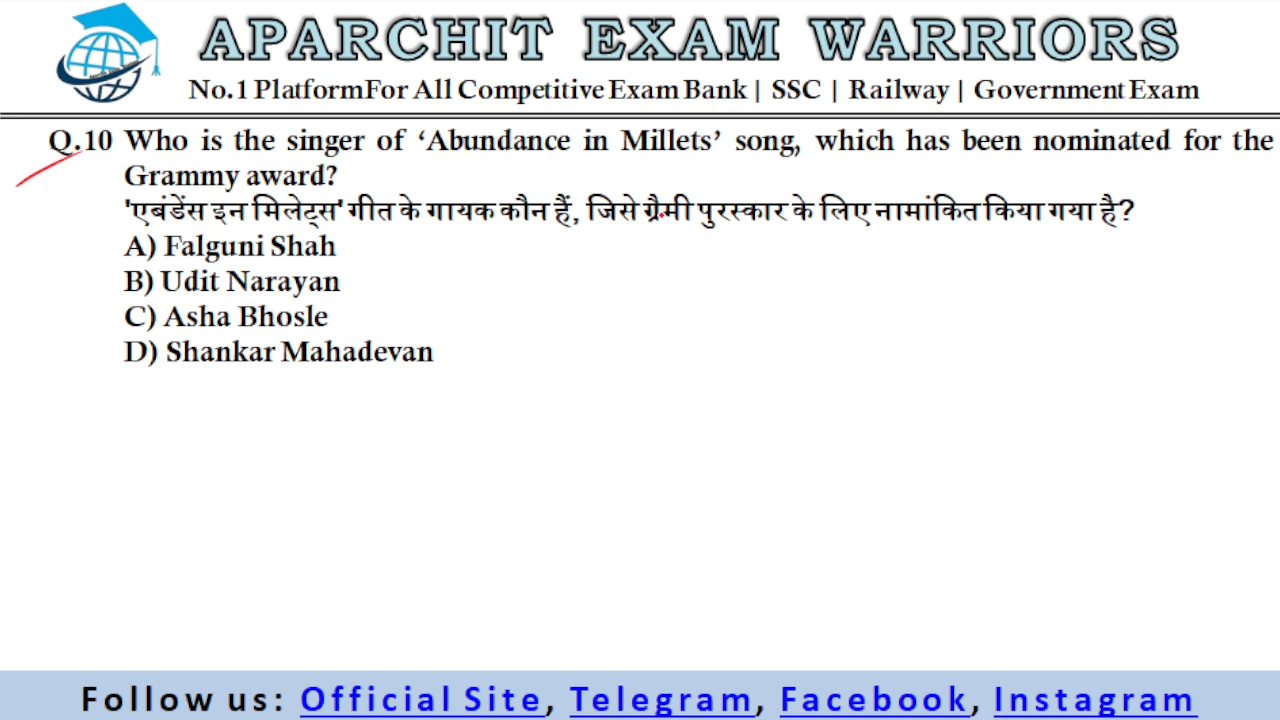 APARCHIT EXAM WARRIORS
No.1 PlatformFor All Competitive Exam Bank | SSC | Railway | Government Exam
Q.10 Who is the singer of ‘Abundance in Millets’ song, which has been nominated for the
Grammy award?
'एबंडेंस इन मिलेट्स' गीत के गायक कौन हैं, जिसे ग्रैमी पुरस्कार के लिए नामांकित किया गया है?
A) Falguni Shah
B) Udit Narayan
C) Asha Bhosle
D) Shankar Mahadevan
Follow us: Official Site, Telegram, Facebook, Instagram